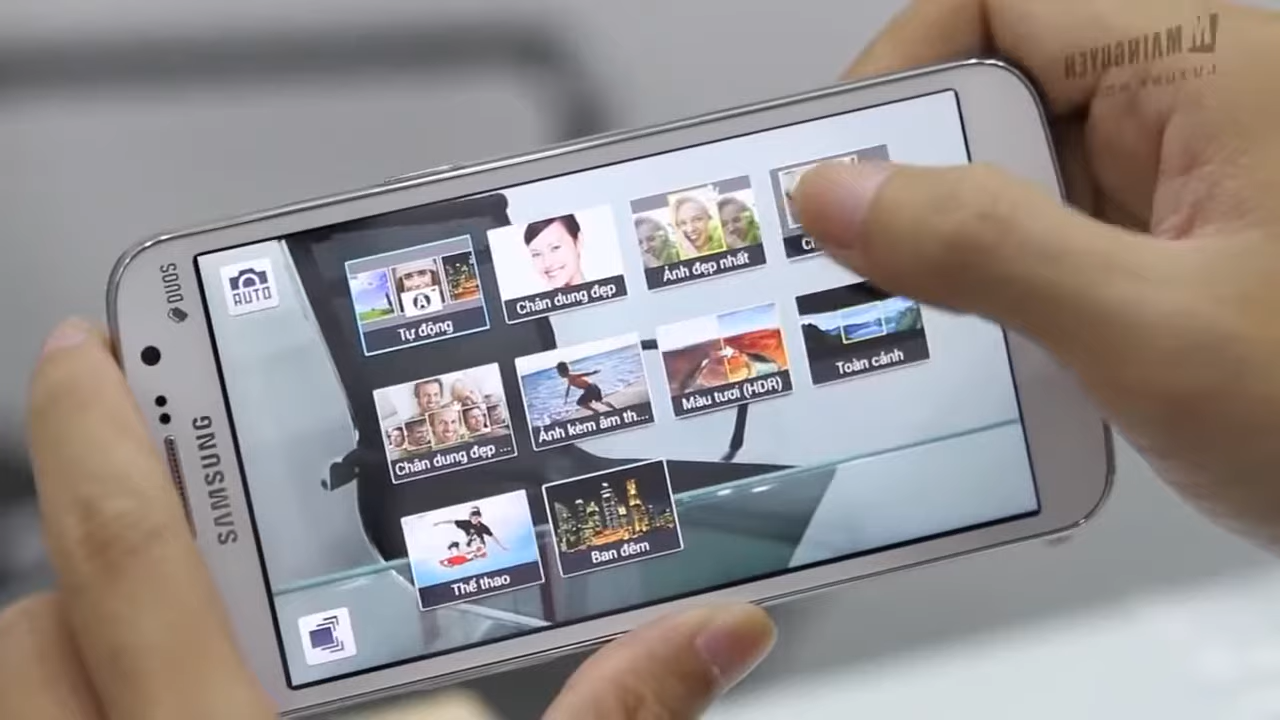 MAINGUYEN
DUOS
SAMSUNG
AUTO
Tự động
A
Chân dung đẹp
Ảnh đẹp nhất
Chân dung đẹp ...
Ảnh kèm âm th...
Màu tươi (HDR)
Toàn cảnh
Thể thao
Ban đêm